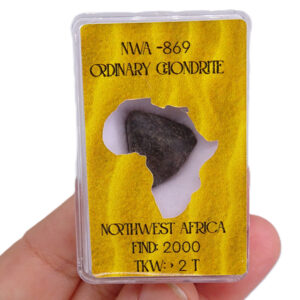 NWA -869
ORDINARY CHONDRITE
NORTHWEST AFRICA
FIND: 2000
TKW: > 2 T